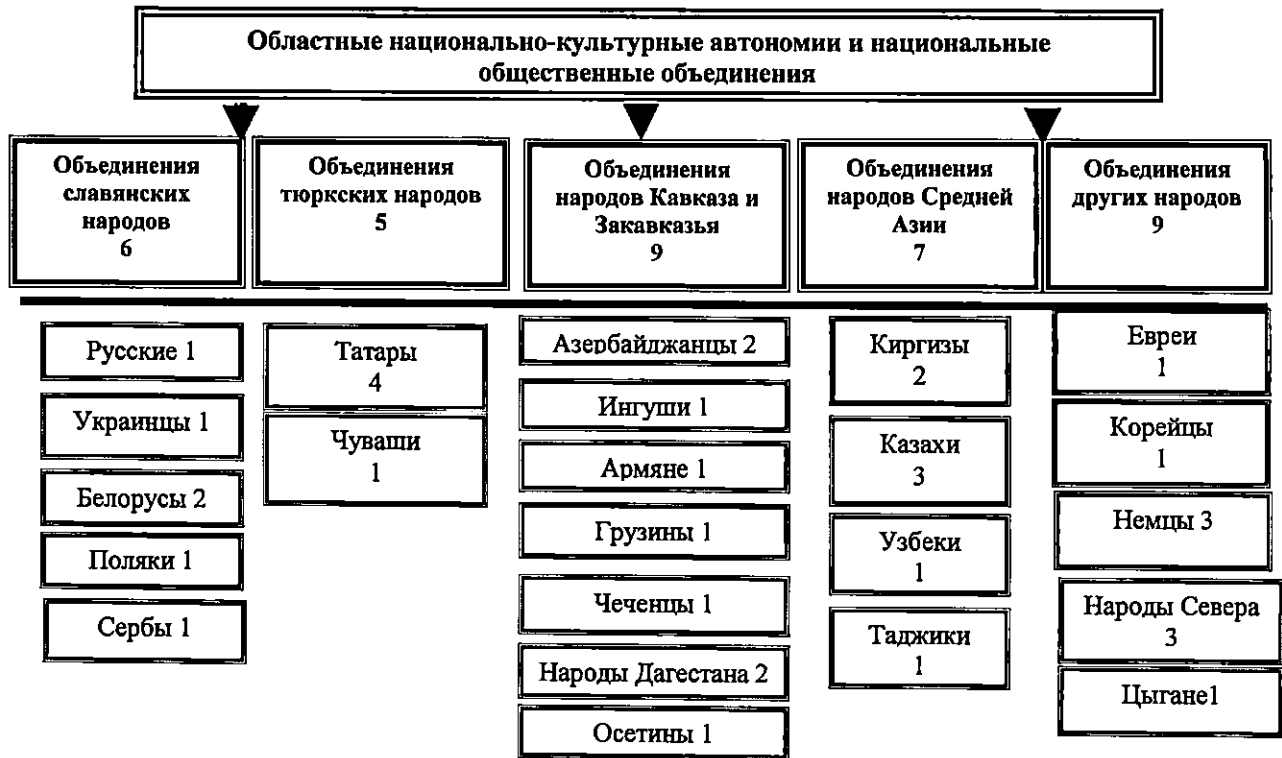 Областные национально-культурные автономии и национальные
общественные объединения
Объединения
славянских
народов
6
Объединения
тюркских народов
5
Объединения
народов Кавказа и
Закавказья
9
Объединения
народов Средней
Азии
7
Объединения
других народов
9
Русские 1
Украинцы 1
Белорусы 2
Поляки 1
Сербы 1
Татары
4
Чуваши
1
Азербайджанцы 2
Ингуши 1
Армяне 1
Грузины 1
Чеченцы 1
Народы Дагестана 2
Осетины 1
Киргизы
2
Казахи
3
Узбеки
1
Таджики
1
Евреи
1
Корейцы
1
Немцы 3
Народы Севера
3
Цыгане1